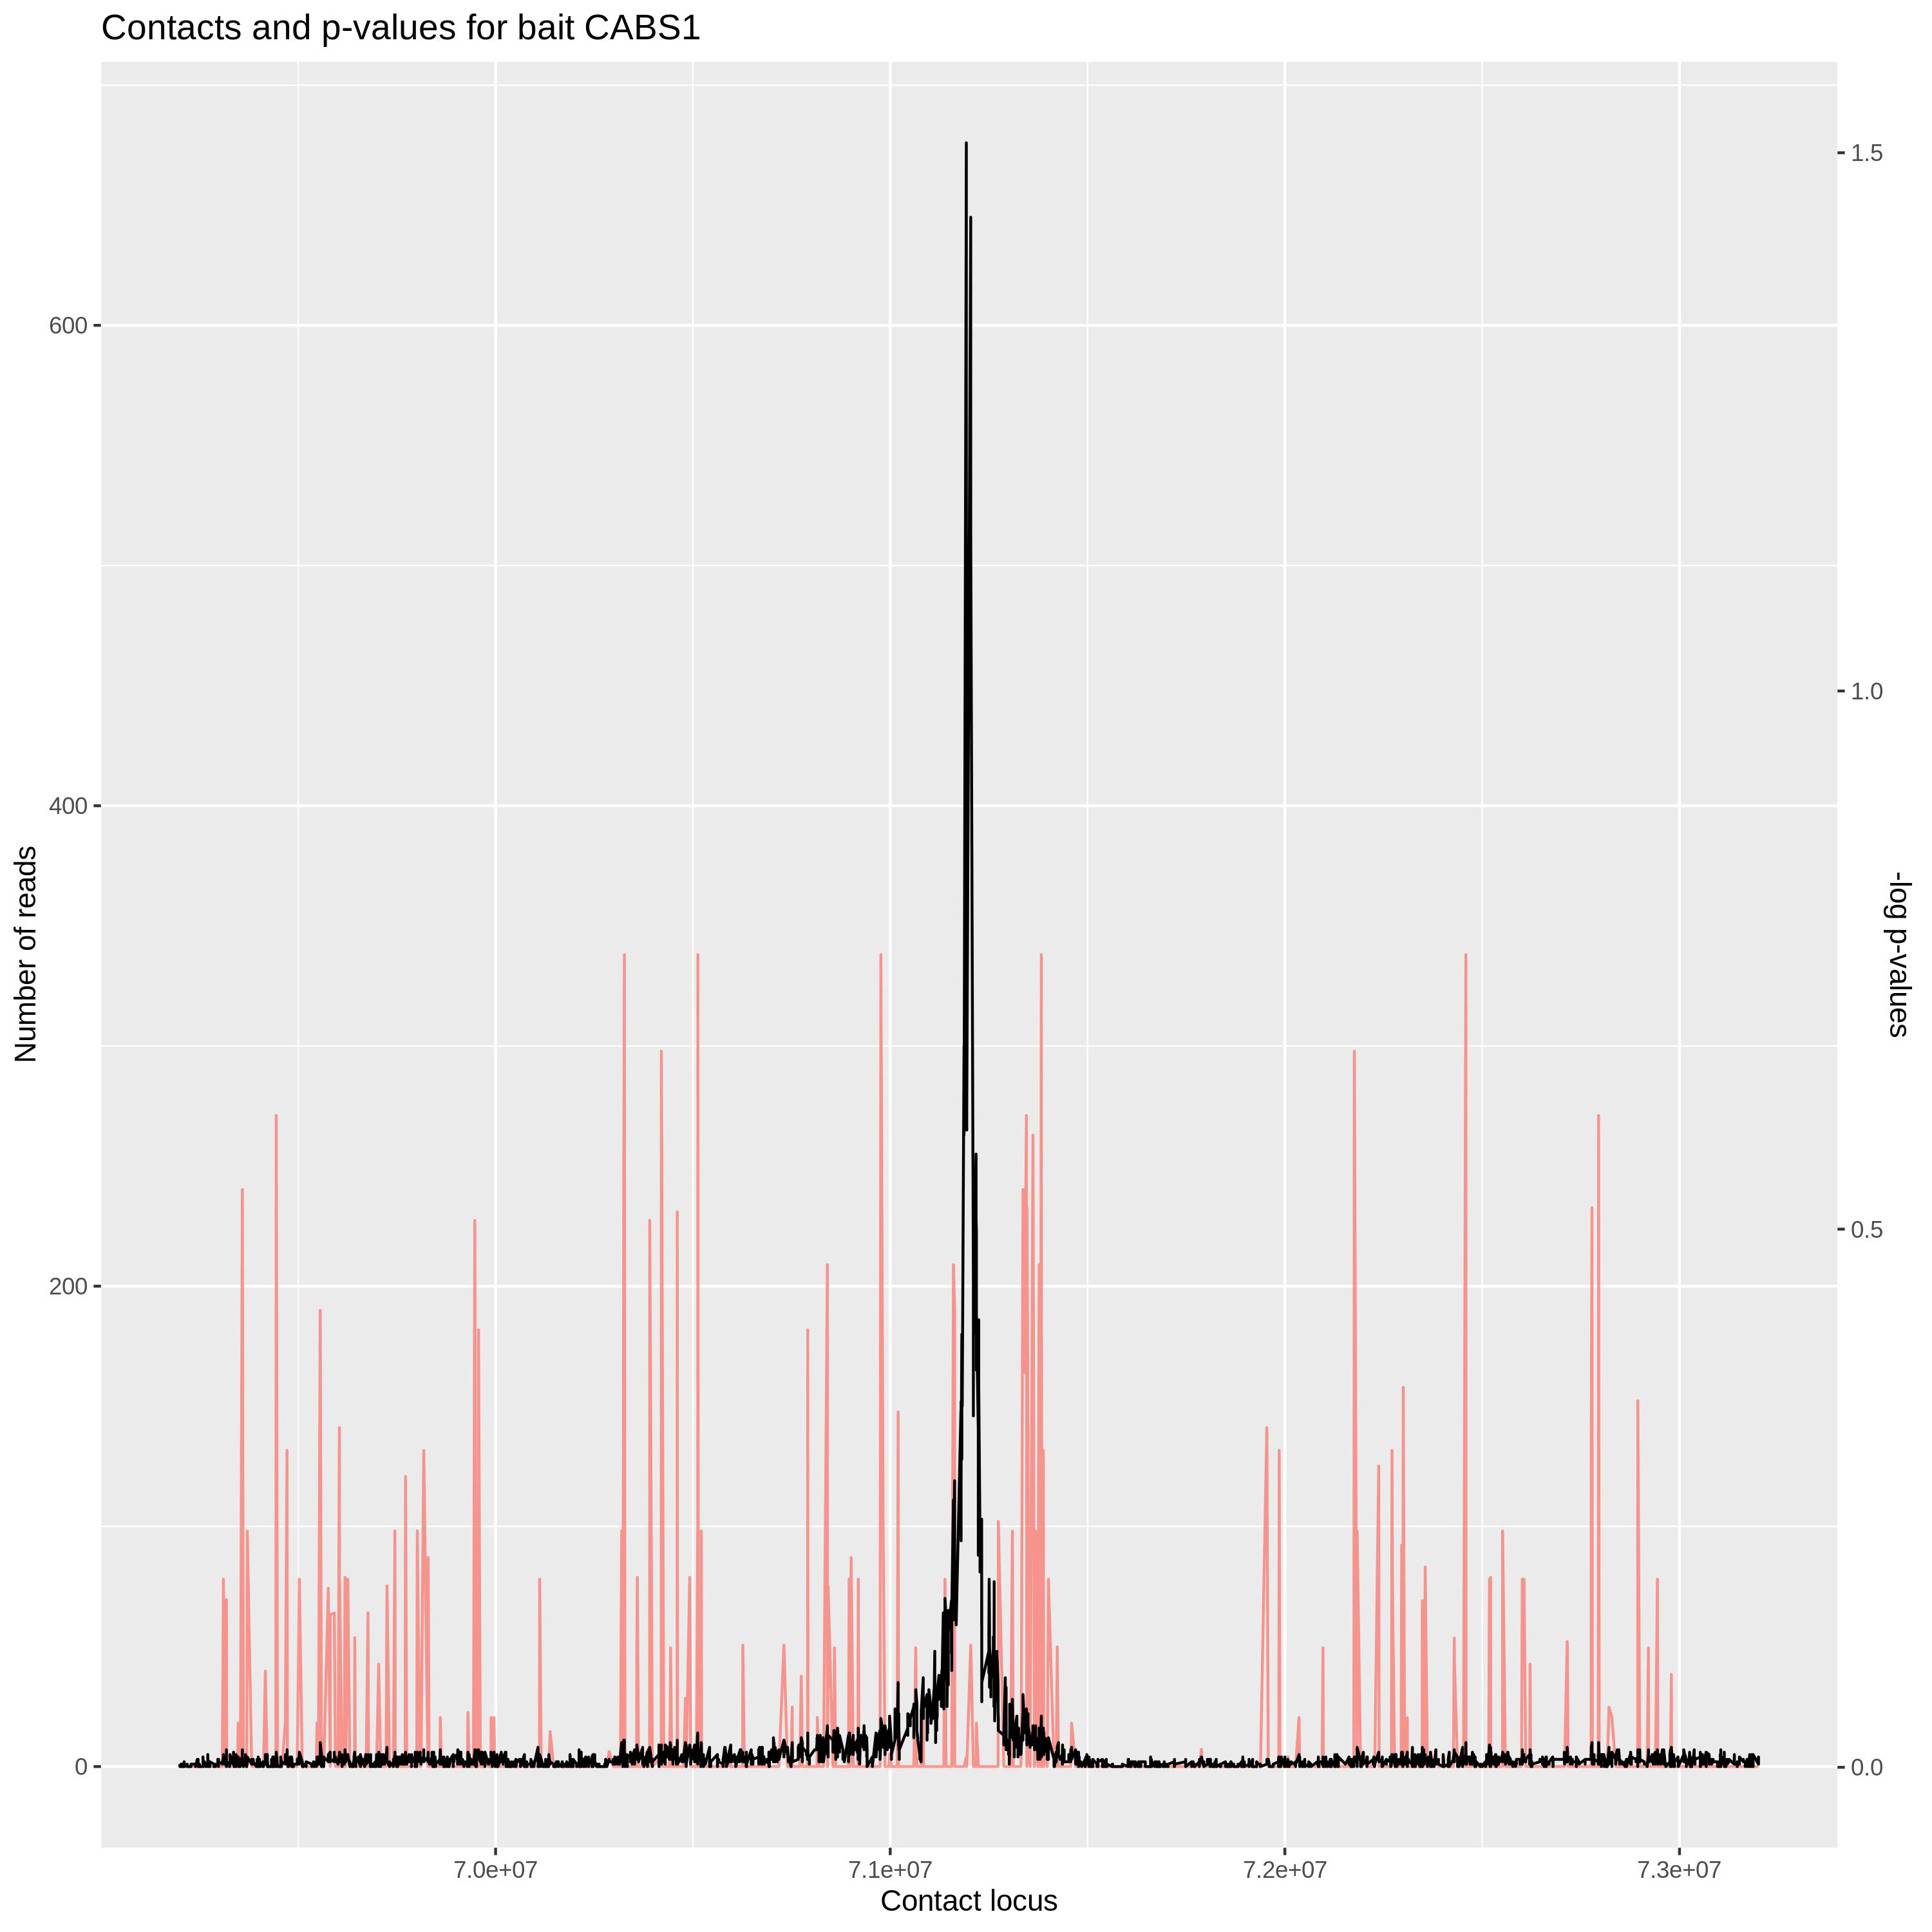 Contacts and p-values for bait CABS1
Number of reads
600
400
200
0
1.5
1.0
0.5
0.0
-log p-values
7.0e+07
7.1e+07
7.2e+07
7.3e+07
Contact locus